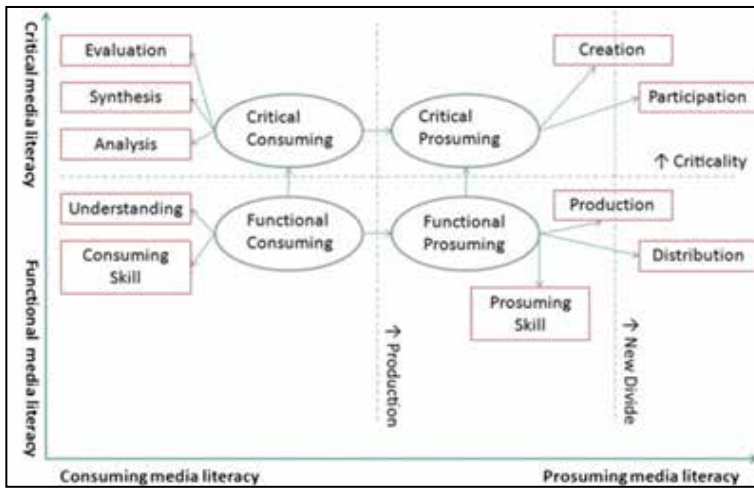 Critical media literacy
Functional media literacy
Evaluation
Synthesis
Analysis
Understanding
Consuming
Skill
Critical
Consuming
Functional
Consuming
Critical
Prosuming
Functional
Prosuming
Creation
Participation
↑ Criticality
Production
Distribution
Prosuming
Skill
↑ Production
↑ New Divide
Consuming media literacy
Prosuming media literacy